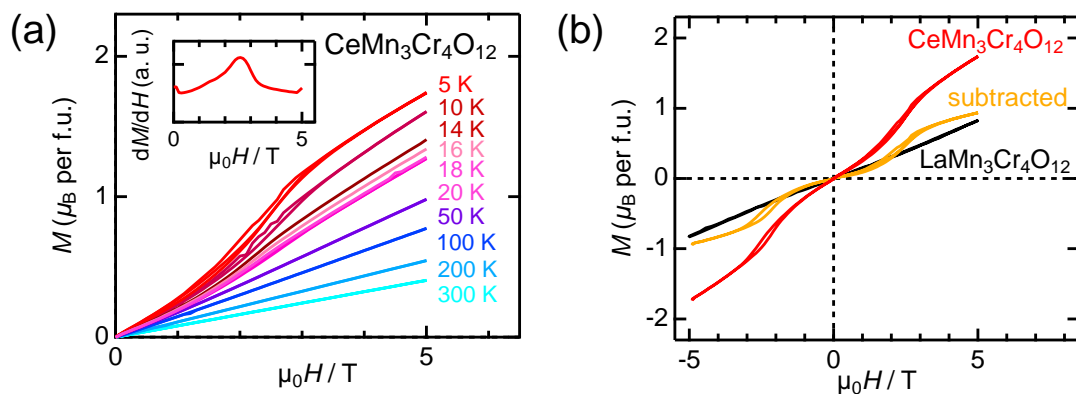 (a)
CeMn₃Cr₄O₁₂
dM/dH (a. u.)
0
5
μ₀H / T
M (μB per f.u.)
2
1
0
0
5
μ₀H / T
5 K
10 K
14 K
16 K
18 K
20 K
50 K
100 K
200 K
300 K
(b)
CeMn₃Cr₄O₁₂
subtracted
LaMn₃Cr₄O₁₂
M (μB per f.u.)
2
1
0
-1
-2
-5
0
5
μ₀H / T